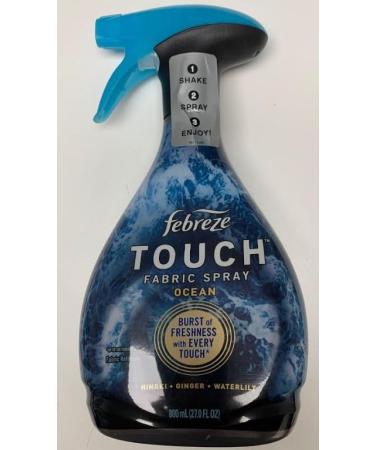 1
SHAKE
2
SPRAY
3
ENJOY!
febreze
TOUCH™
FABRIC SPRAY
OCEAN
BURST of
FRESHNESS
with EVERY
TOUCH*
HINOKI • GINGER • WATERLILY
800 mL (27.0 FL OZ)